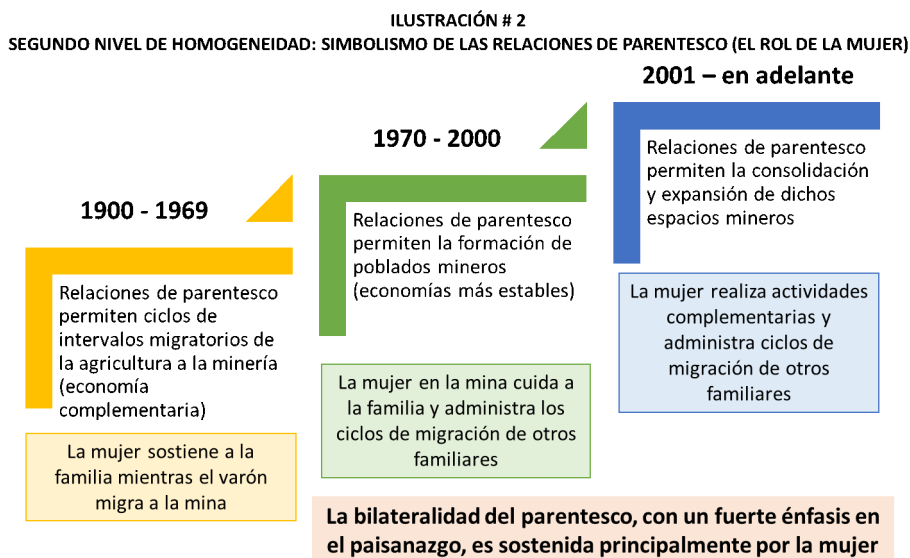 ILUSTRACIÓN # 2
SEGUNDO NIVEL DE HOMOGENEIDAD: SIMBOLISMO DE LAS RELACIONES DE PARENTESCO (EL ROL DE LA MUJER)
1900 - 1969
Relaciones de parentesco
permiten ciclos de
intervalos migratorios de
la agricultura a la minería
(economía
complementaria)
La mujer sostiene a la
familia mientras el varón
migra a la mina
1970 - 2000
Relaciones de parentesco
permiten la formación de
poblados mineros
(economías más estables)
La mujer en la mina cuida a
la familia y administra los
ciclos de migración de otros
familiares
2001 – en adelante
Relaciones de parentesco
permiten la consolidación
y expansión de dichos
espacios mineros
La mujer realiza actividades
complementarias y
administra ciclos de
migración de otros
familiares
La bilateralidad del parentesco, con un fuerte énfasis en
el paisanazgo, es sostenida principalmente por la mujer